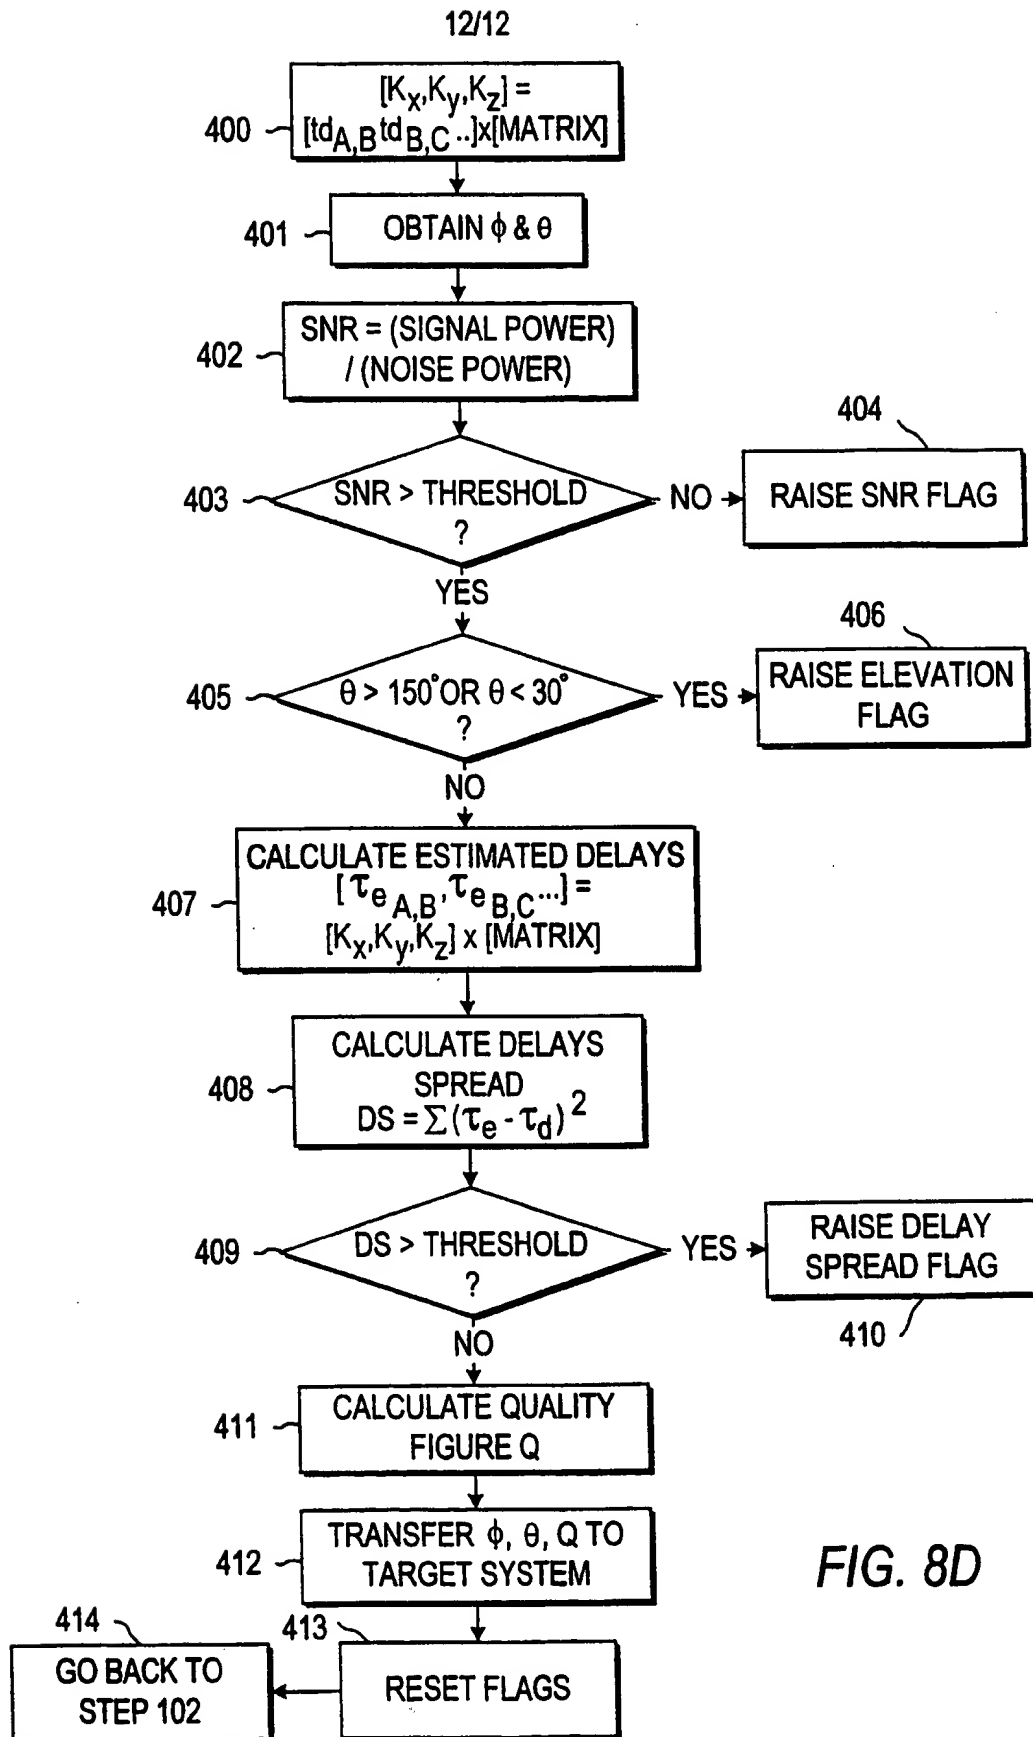 12/12
[Kx,Ky,Kz] =
[tdA,B tdB,C ..]x[MATRIX]
400
OBTAIN ϕ & θ
401
SNR = (SIGNAL POWER)
/ (NOISE POWER)
402
SNR > THRESHOLD
?
403
NO
404
RAISE SNR FLAG
YES
θ > 150° OR θ < 30°
?
405
YES
406
RAISE ELEVATION
FLAG
NO
CALCULATE ESTIMATED DELAYS
[τe A,B, τe B,C...] =
[Kx,Ky,Kz] x [MATRIX]
407
CALCULATE DELAYS
SPREAD
DS = Σ(τe - τd)²
408
DS > THRESHOLD
?
409
YES
RAISE DELAY
SPREAD FLAG
410
NO
CALCULATE QUALITY
FIGURE Q
411
TRANSFER ϕ, θ, Q TO
TARGET SYSTEM
412
FIG. 8D
413
RESET FLAGS
414
GO BACK TO
STEP 102